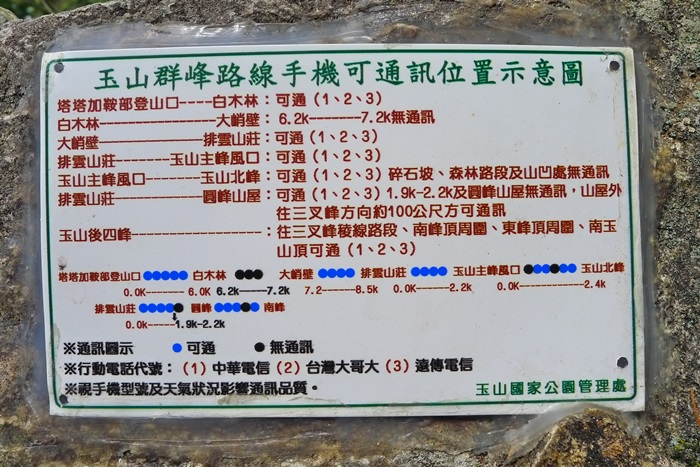 玉山群峰路線手機可通訊位置示意圖
塔塔加鞍部登山口----白木林：可通（1、2、3）
白木林----------------大峭壁：6.2k-------7.2k無通訊
大峭壁--------------排雲山莊：可通（1、2、3）
排雲山莊-------玉山主峰風口：可通（1、2、3）
玉山主峰風口-------玉山北峰：可通（1、2、3）碎石坡、森林路段及山凹處無通訊
排雲山莊------------圓峰山屋：可通（1、2、3）1.9k-2.2k及圓峰山屋無通訊，山屋外
往三叉峰方向約100公尺方可通訊
玉山後四峰------------------：往三叉峰稜線路段、南峰頂周圍、東峰頂周圍、南玉
山頂可通（1、2、3）
塔塔加鞍部登山口●●●●● 白木林 ●●● 大峭壁 ●●●● 排雲山莊 ●●●● 玉山主峰風口 ●●●●●● 玉山北峰
0.0K------- 6.0K 6.2k------7.2k 7.2------8.5k 0.0K------2.2k 0.0K-----------2.4k
排雲山莊 ●●●●● 圓峰 ●●●●● 南峰
0.0K-----1.9k-2.2k
※通訊圖示 ●可通 ●無通訊
※行動電話代號：（1）中華電信（2）台灣大哥大（3）遠傳電信
※視手機型號及天氣狀況影響通訊品質。
玉山國家公園管理處